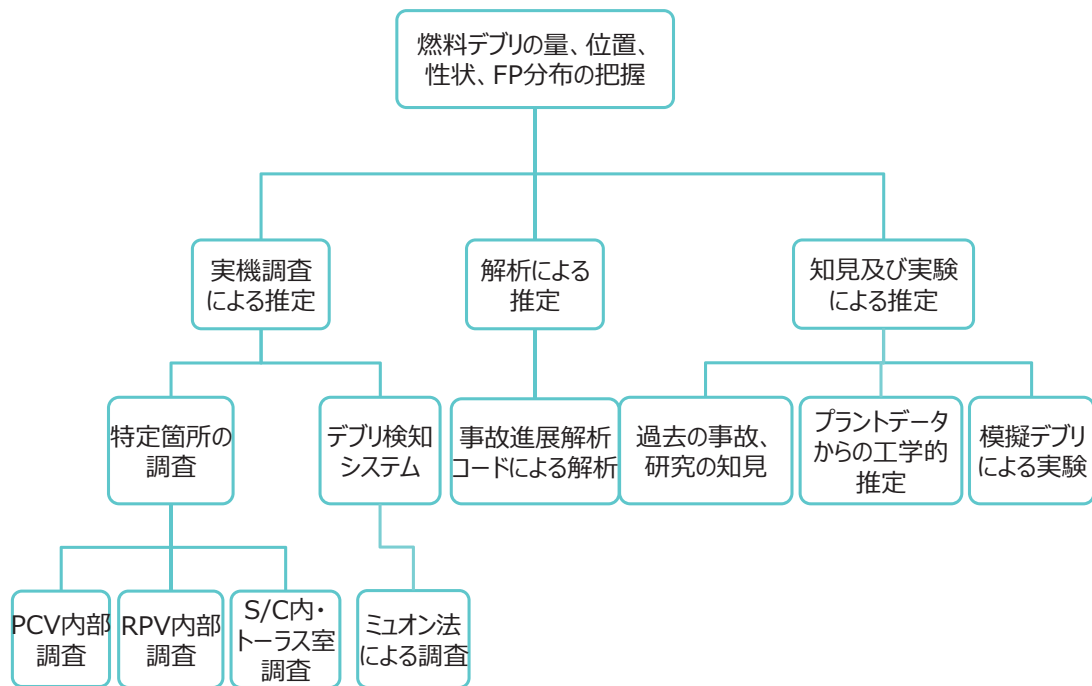 燃料デブリの量、位置、
性状、FP分布の把握
実機調査
による推定
解析による
推定
知見及び実験
による推定
特定箇所の
調査
デブリ検知
システム
事故進展解析
コードによる解析
過去の事故、
研究の知見
プラントデータ
からの工学的
推定
模擬デブリ
による実験
PCV内部
調査
RPV内部
調査
S/C内・
トーラス室
調査
ミュオン法
による調査